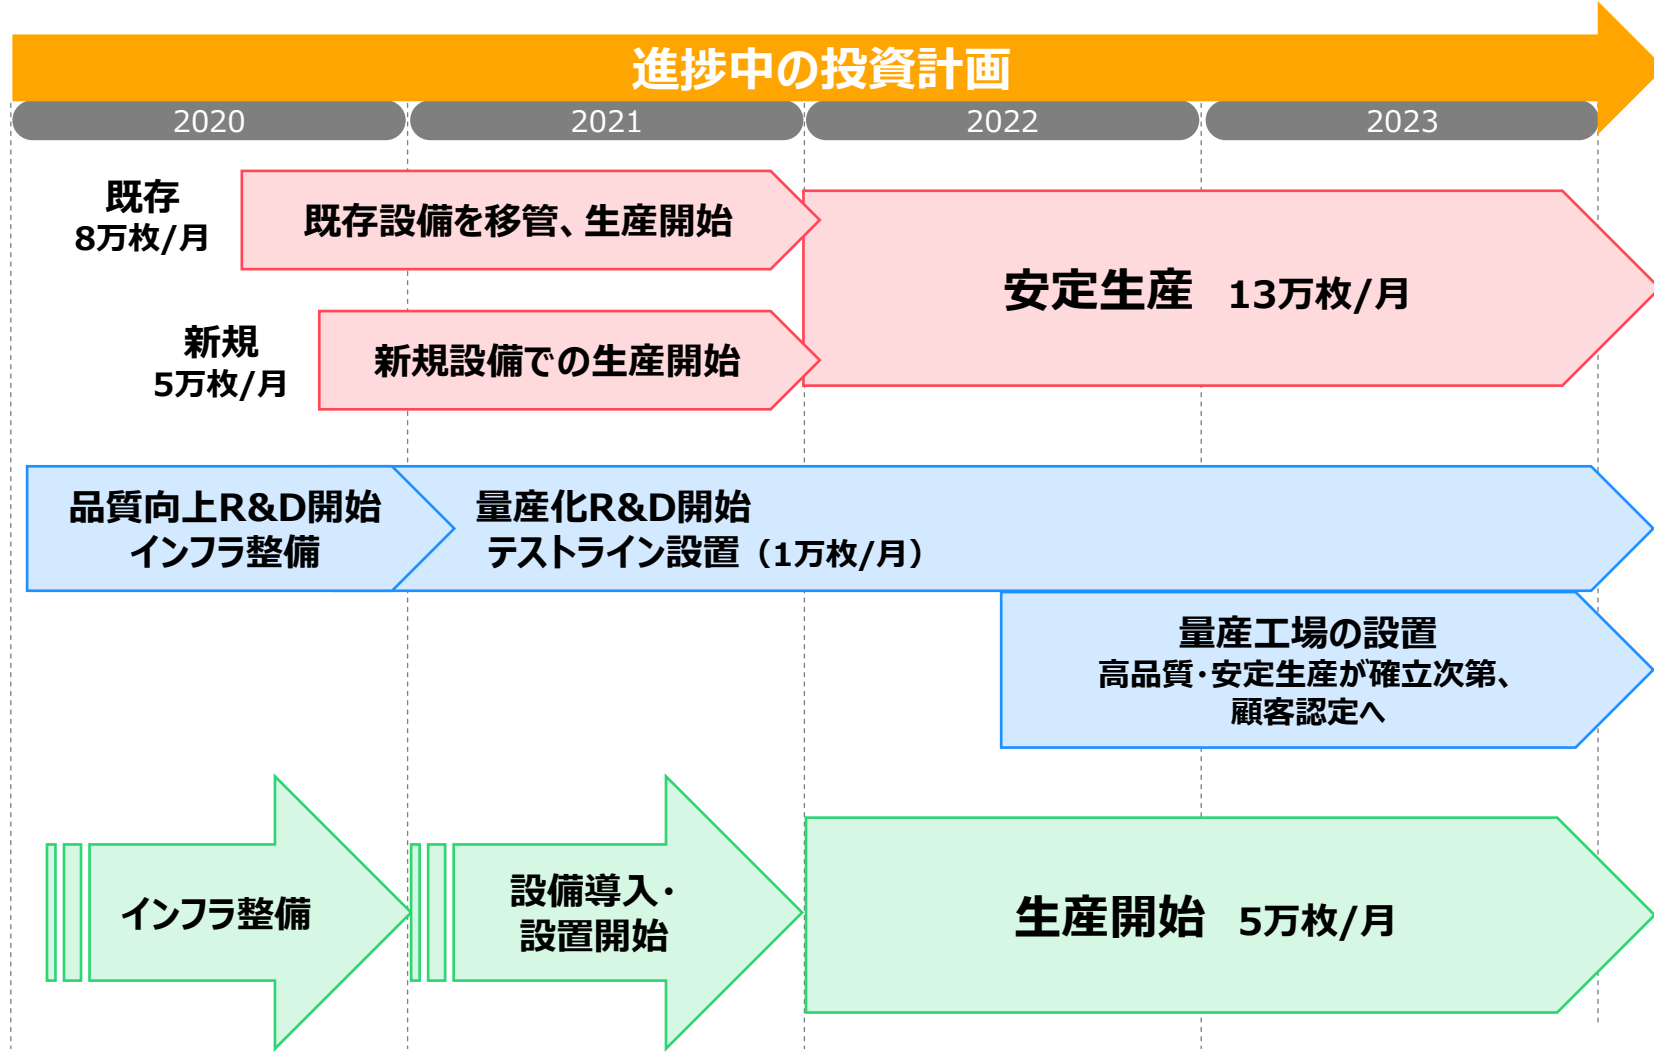 進捗中の投資計画
2020
2021
2022
2023
既存
8万枚/月
既存設備を移管、生産開始
新規
5万枚/月
新規設備での生産開始
安定生産 13万枚/月
品質向上R&D開始
インフラ整備
量産化R&D開始
テストライン設置（1万枚/月）
量産工場の設置
高品質・安定生産が確立次第、
顧客認定へ
インフラ整備
設備導入・
設置開始
生産開始 5万枚/月